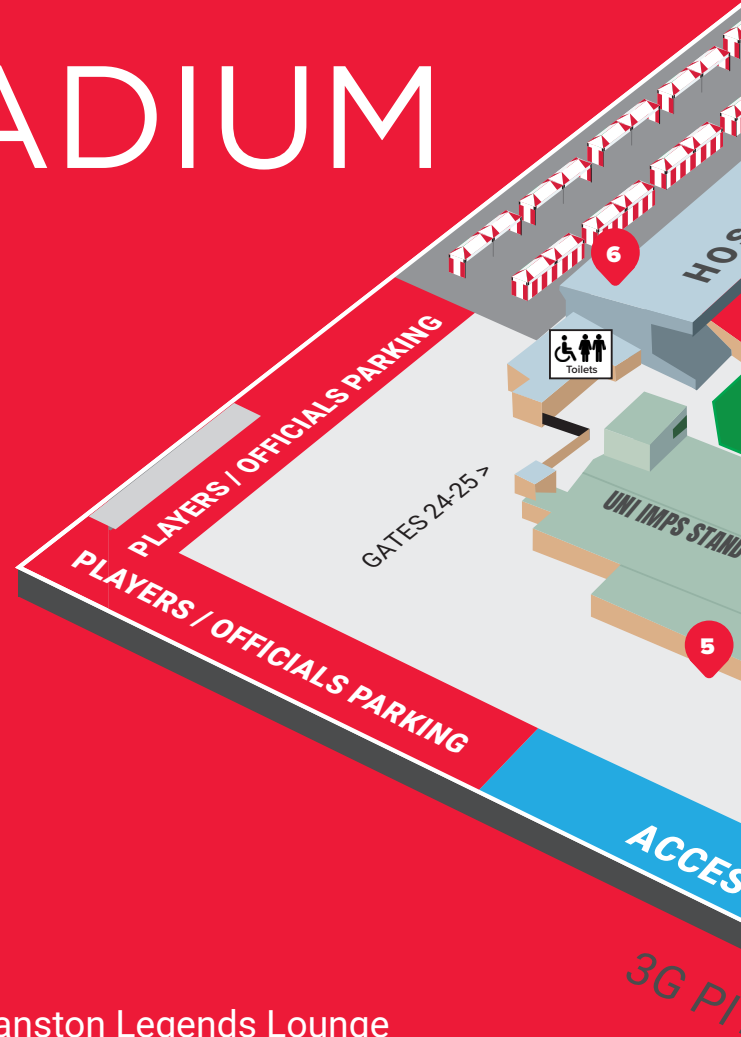 ADIUM
6
HOS
PLAYERS / OFFICIALS PARKING
Toilets
GATES 24-25 >
UNI IMPS STAND
PLAYERS / OFFICIALS PARKING
5
ACCES
3G PI
anston Legends Lounge